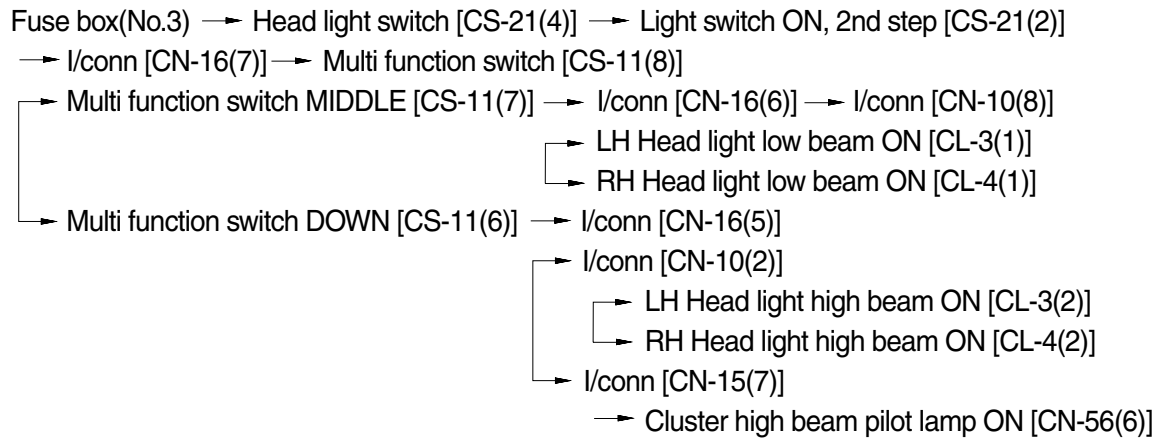 Fuse box(No.3) → Head light switch [CS-21(4)] → Light switch ON, 2nd step [CS-21(2)]
→ I/conn [CN-16(7)] → Multi function switch [CS-11(8)]
→ Multi function switch MIDDLE [CS-11(7)] → I/conn [CN-16(6)] → I/conn [CN-10(8)]
→ LH Head light low beam ON [CL-3(1)]
→ RH Head light low beam ON [CL-4(1)]
→ Multi function switch DOWN [CS-11(6)] → I/conn [CN-16(5)]
→ I/conn [CN-10(2)]
→ LH Head light high beam ON [CL-3(2)]
→ RH Head light high beam ON [CL-4(2)]
→ I/conn [CN-15(7)]
→ Cluster high beam pilot lamp ON [CN-56(6)]